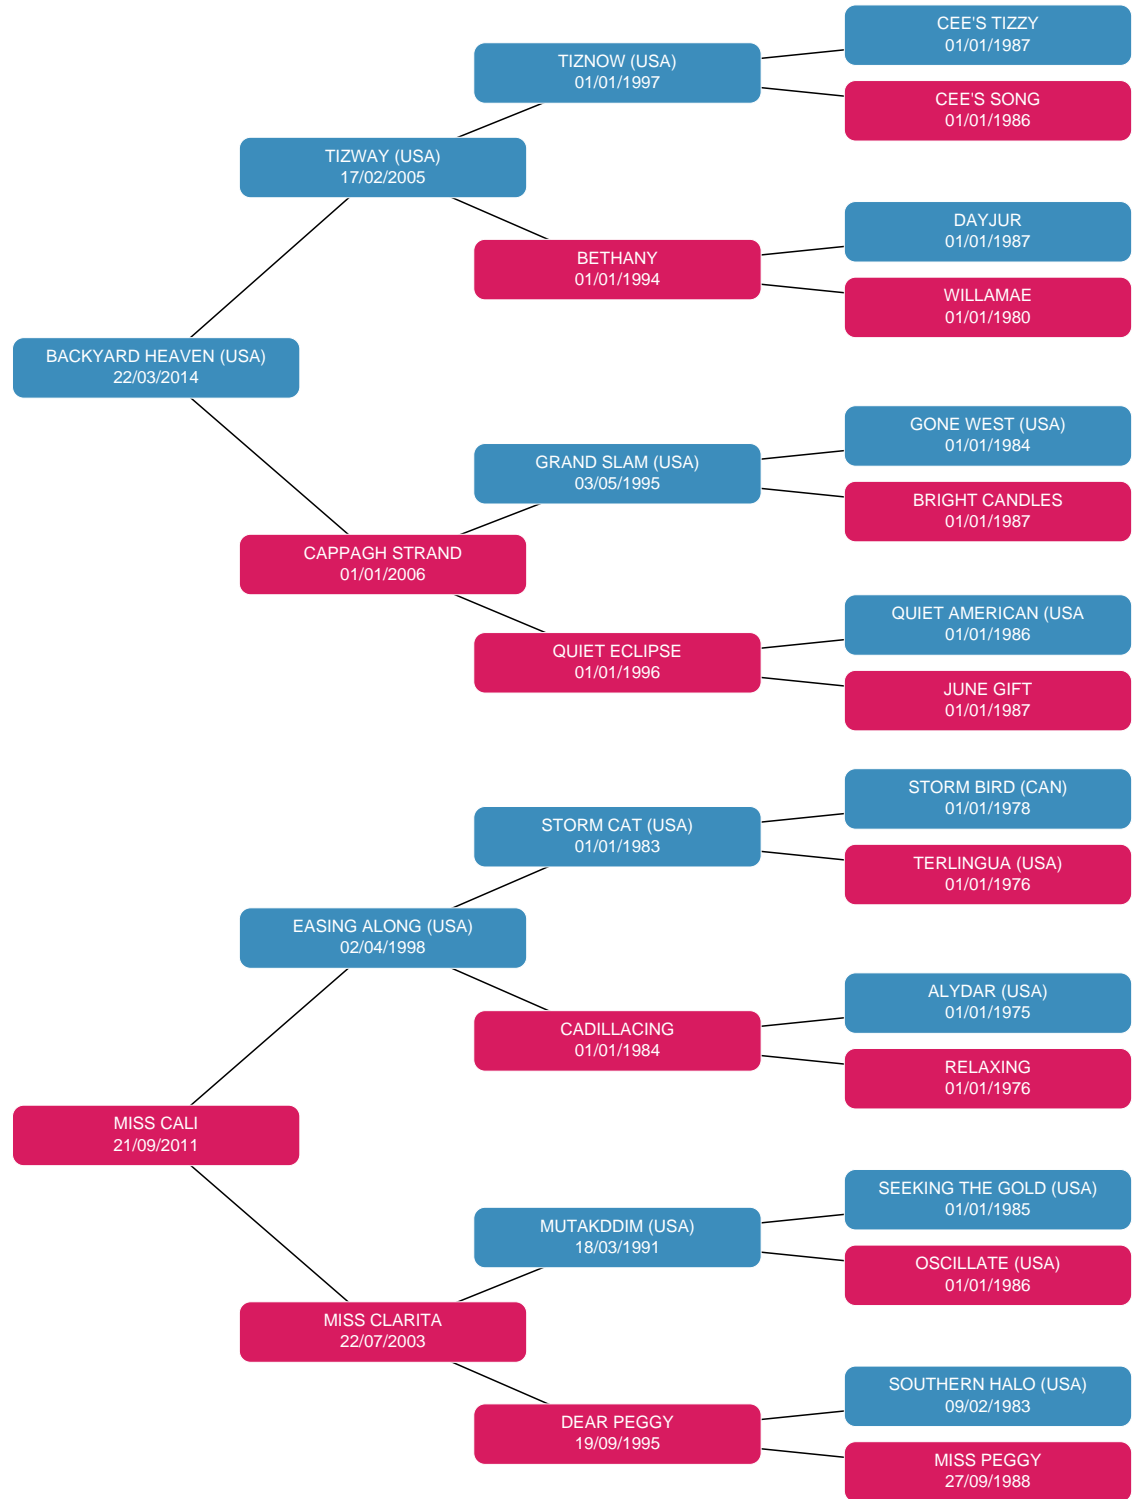 CEE'S TIZZY
01/01/1987
TIZNOW (USA)
01/01/1997
CEE'S SONG
01/01/1986
TIZWAY (USA)
17/02/2005
DAYJUR
01/01/1987
BETHANY
01/01/1994
WILLAMAE
01/01/1980
BACKYARD HEAVEN (USA)
22/03/2014
GONE WEST (USA)
01/01/1984
GRAND SLAM (USA)
03/05/1995
BRIGHT CANDLES
01/01/1987
CAPPAGH STRAND
01/01/2006
QUIET AMERICAN (USA
01/01/1986
QUIET ECLIPSE
01/01/1996
JUNE GIFT
01/01/1987
STORM BIRD (CAN)
01/01/1978
STORM CAT (USA)
01/01/1983
TERLINGUA (USA)
01/01/1976
EASING ALONG (USA)
02/04/1998
ALYDAR (USA)
01/01/1975
CADILLACING
01/01/1984
RELAXING
01/01/1976
MISS CALI
21/09/2011
SEEKING THE GOLD (USA)
01/01/1985
MUTAKDDIM (USA)
18/03/1991
OSCILLATE (USA)
01/01/1986
MISS CLARITA
22/07/2003
SOUTHERN HALO (USA)
09/02/1983
DEAR PEGGY
19/09/1995
MISS PEGGY
27/09/1988